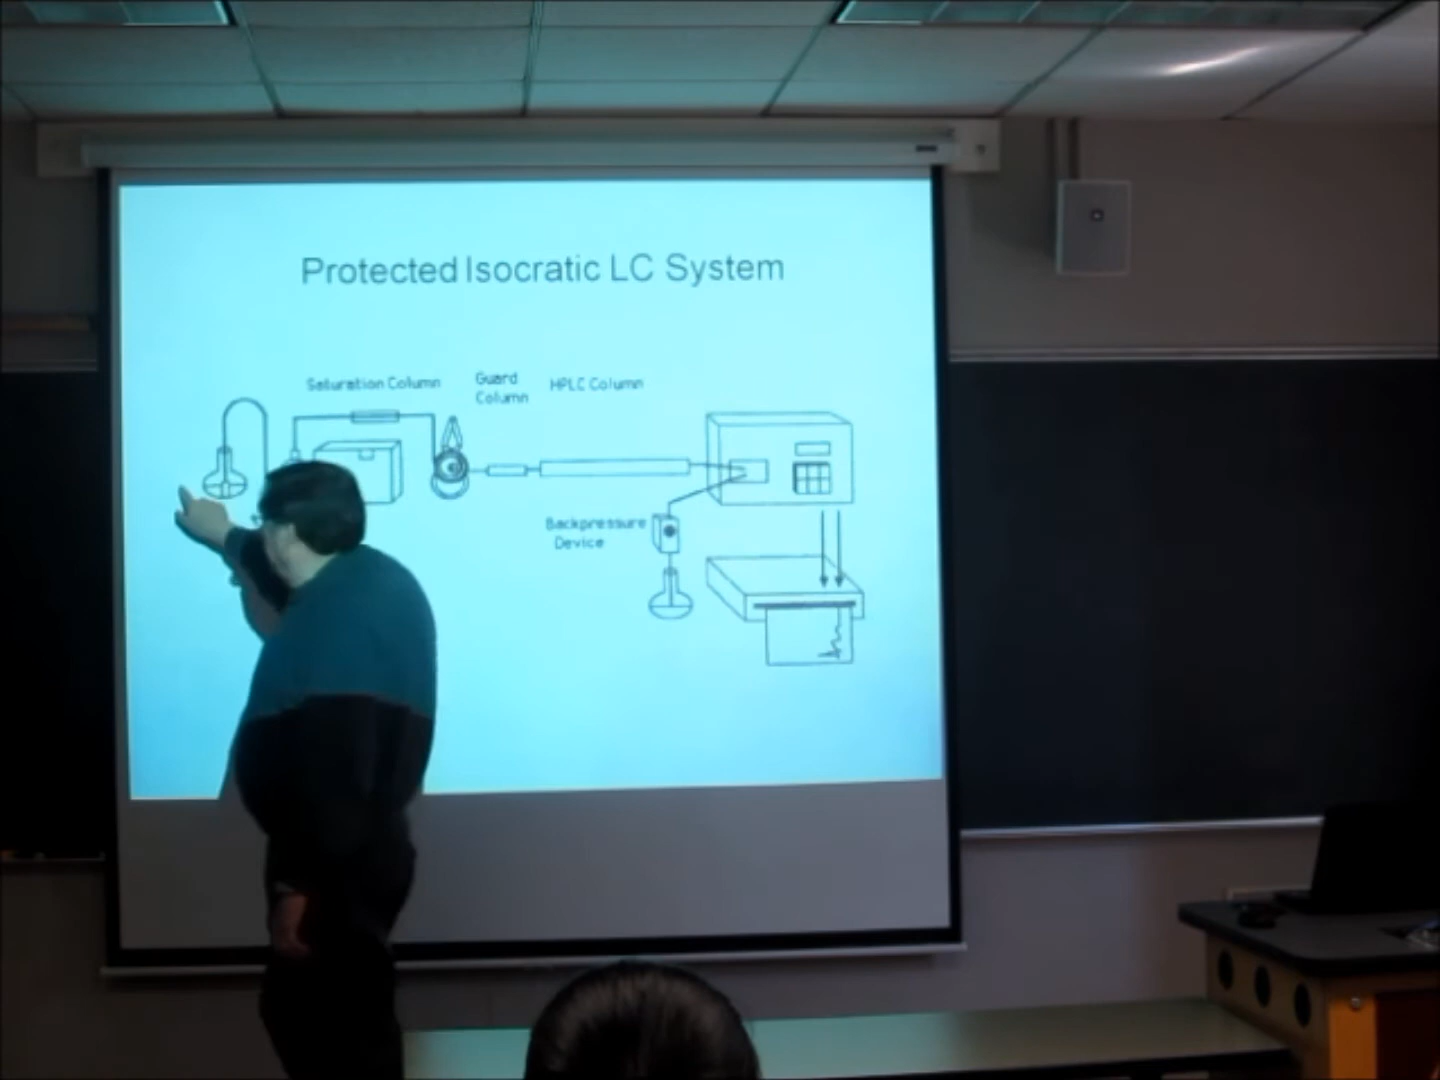 Protected Isocratic LC System
Saturation Column
Guard
Column
HPLC Column
Backpressure
Device